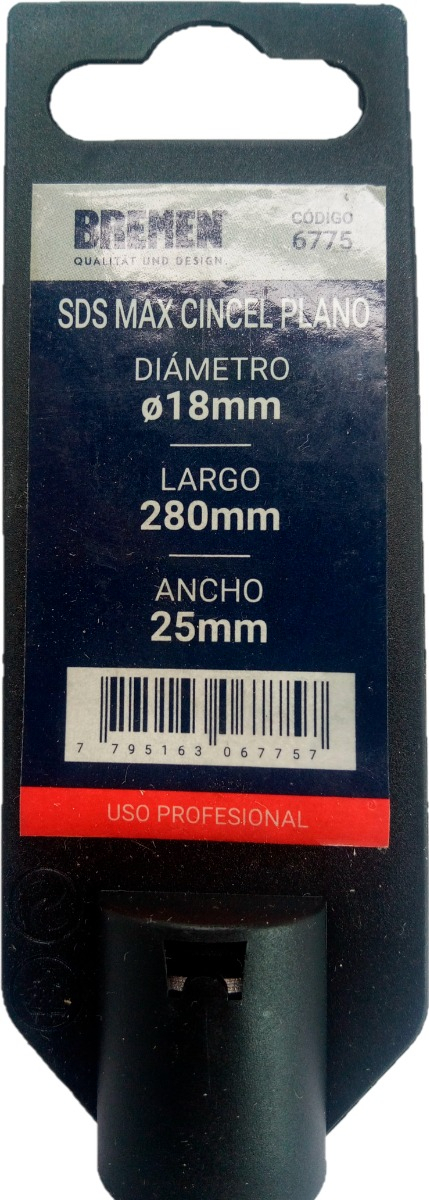 BREMEN
QUALITÄT UND DESIGN.
CÓDIGO
6775
SDS MAX CINCEL PLANO
DIÁMETRO
ø18mm
LARGO
280mm
ANCHO
25mm
7 795163 067757
USO PROFESIONAL